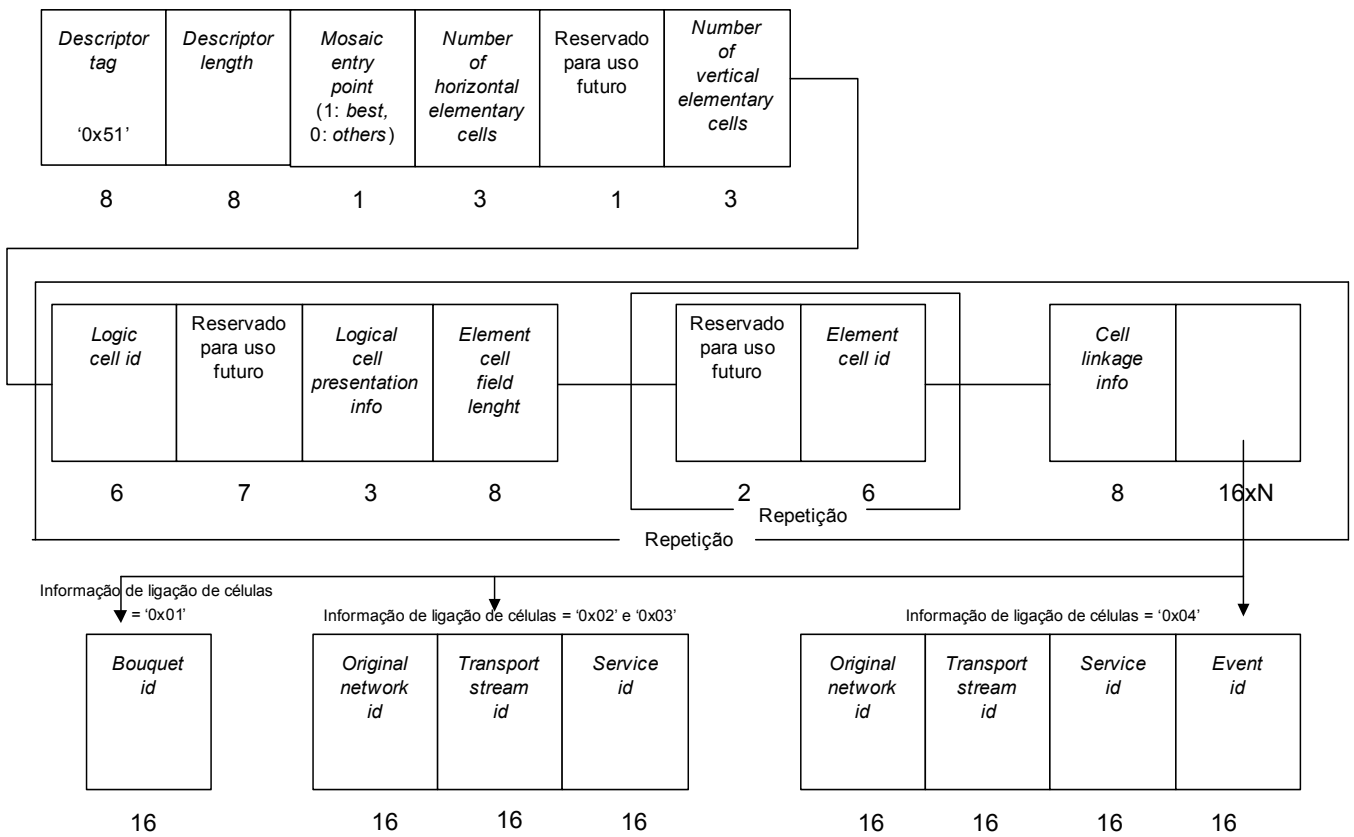 Descriptor
tag
‘0x51’
Descriptor
length
Mosaic
entry
point
(1: best,
0: others)
Number
of
horizontal
elementary
cells
Reservado
para uso
futuro
Number
of
vertical
elementary
cells
8
8
1
3
1
3
Logic
cell id
Reservado
para uso
futuro
Logical
cell
presentation
info
Element
cell
field
lenght
Reservado
para uso
futuro
Element
cell id
Cell
linkage
info
6
7
3
8
2
6
8
16xN
Repetição
Repetição
Informação de ligação de células
= ‘0x01’
Informação de ligação de células = ‘0x02’ e ‘0x03’
Informação de ligação de células = ‘0x04’
Bouquet
id
Original
network
id
Transport
stream
id
Service
id
Original
network
id
Transport
stream
id
Service
id
Event
id
16
16
16
16
16
16
16
16